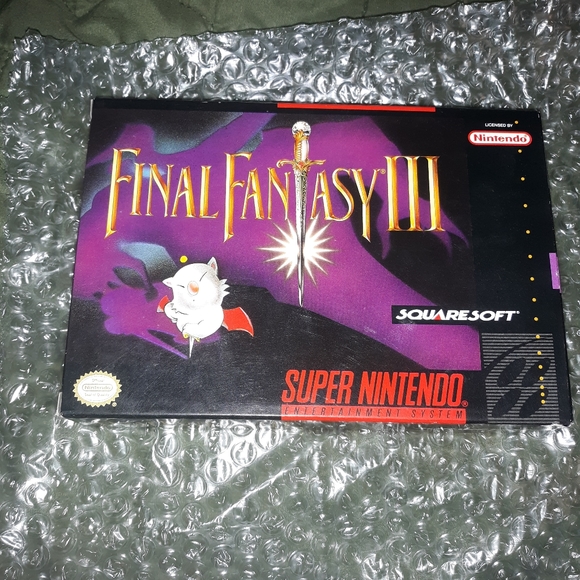 LICENSED BY
Nintendo
FINAL FANTASY III
SQUARESOFT
SUPER NINTENDO
ENTERTAINMENT SYSTEM